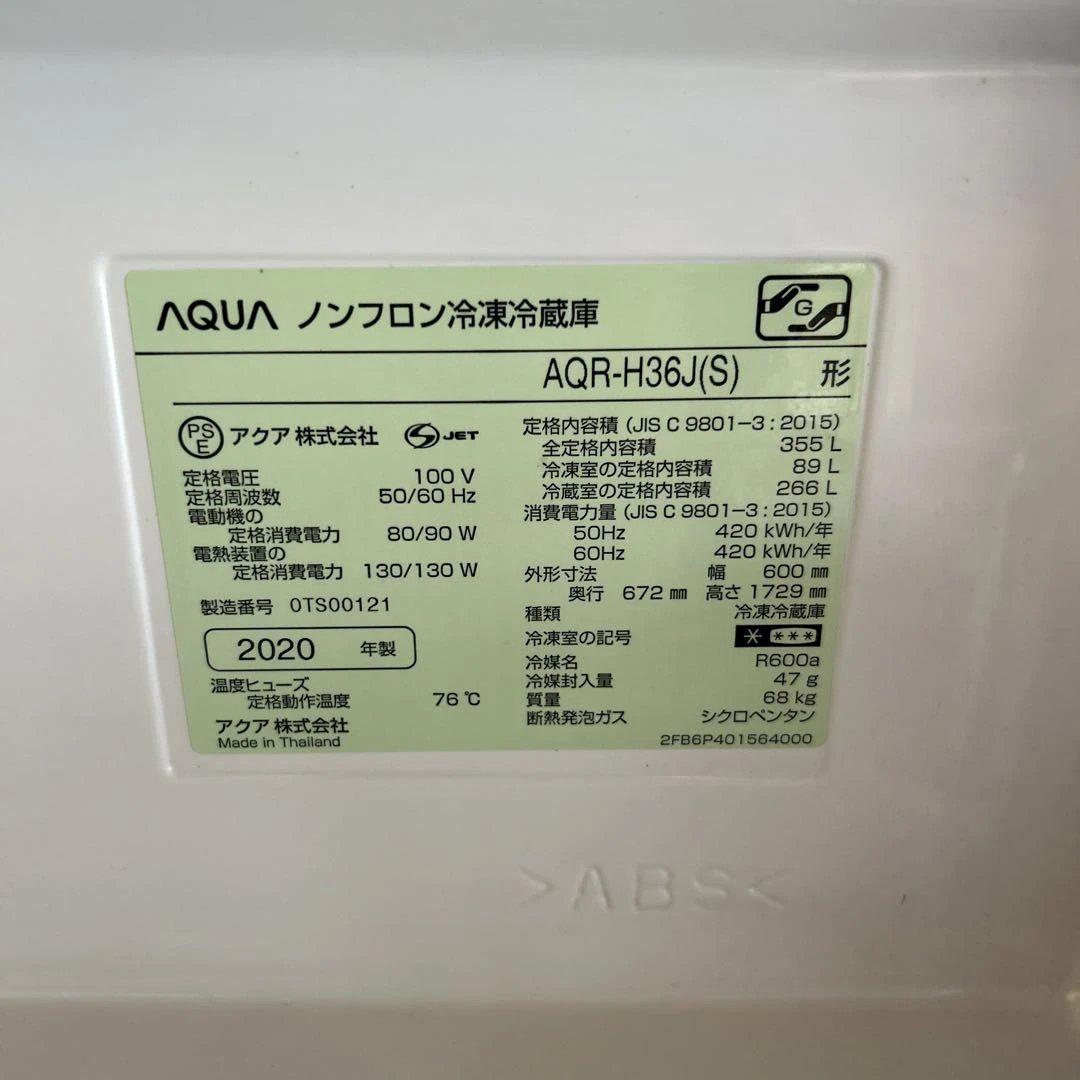 AQUA ノンフロン冷凍冷蔵庫
G
AQR-H36J(S) 形
PSE アクア 株式会社 S JET
定格電圧 100 V
定格周波数 50/60 Hz
電動機の
定格消費電力 80/90 W
電熱装置の
定格消費電力 130/130 W
製造番号 0TS00121
2020 年製
温度ヒューズ
定格動作温度 76 ℃
アクア 株式会社
Made in Thailand
定格内容積 (JIS C 9801-3 : 2015)
全定格内容積 355 L
冷凍室の定格内容積 89 L
冷蔵室の定格内容積 266 L
消費電力量 (JIS C 9801-3 : 2015)
50Hz 420 kWh/年
60Hz 420 kWh/年
外形寸法 幅 600 mm
奥行 672 mm 高さ 1729 mm
種類 冷凍冷蔵庫
冷凍室の記号 * ***
冷媒名 R600a
冷媒封入量 47 g
質量 68 kg
断熱発泡ガス シクロペンタン
2FB6P401564000
>ABS<